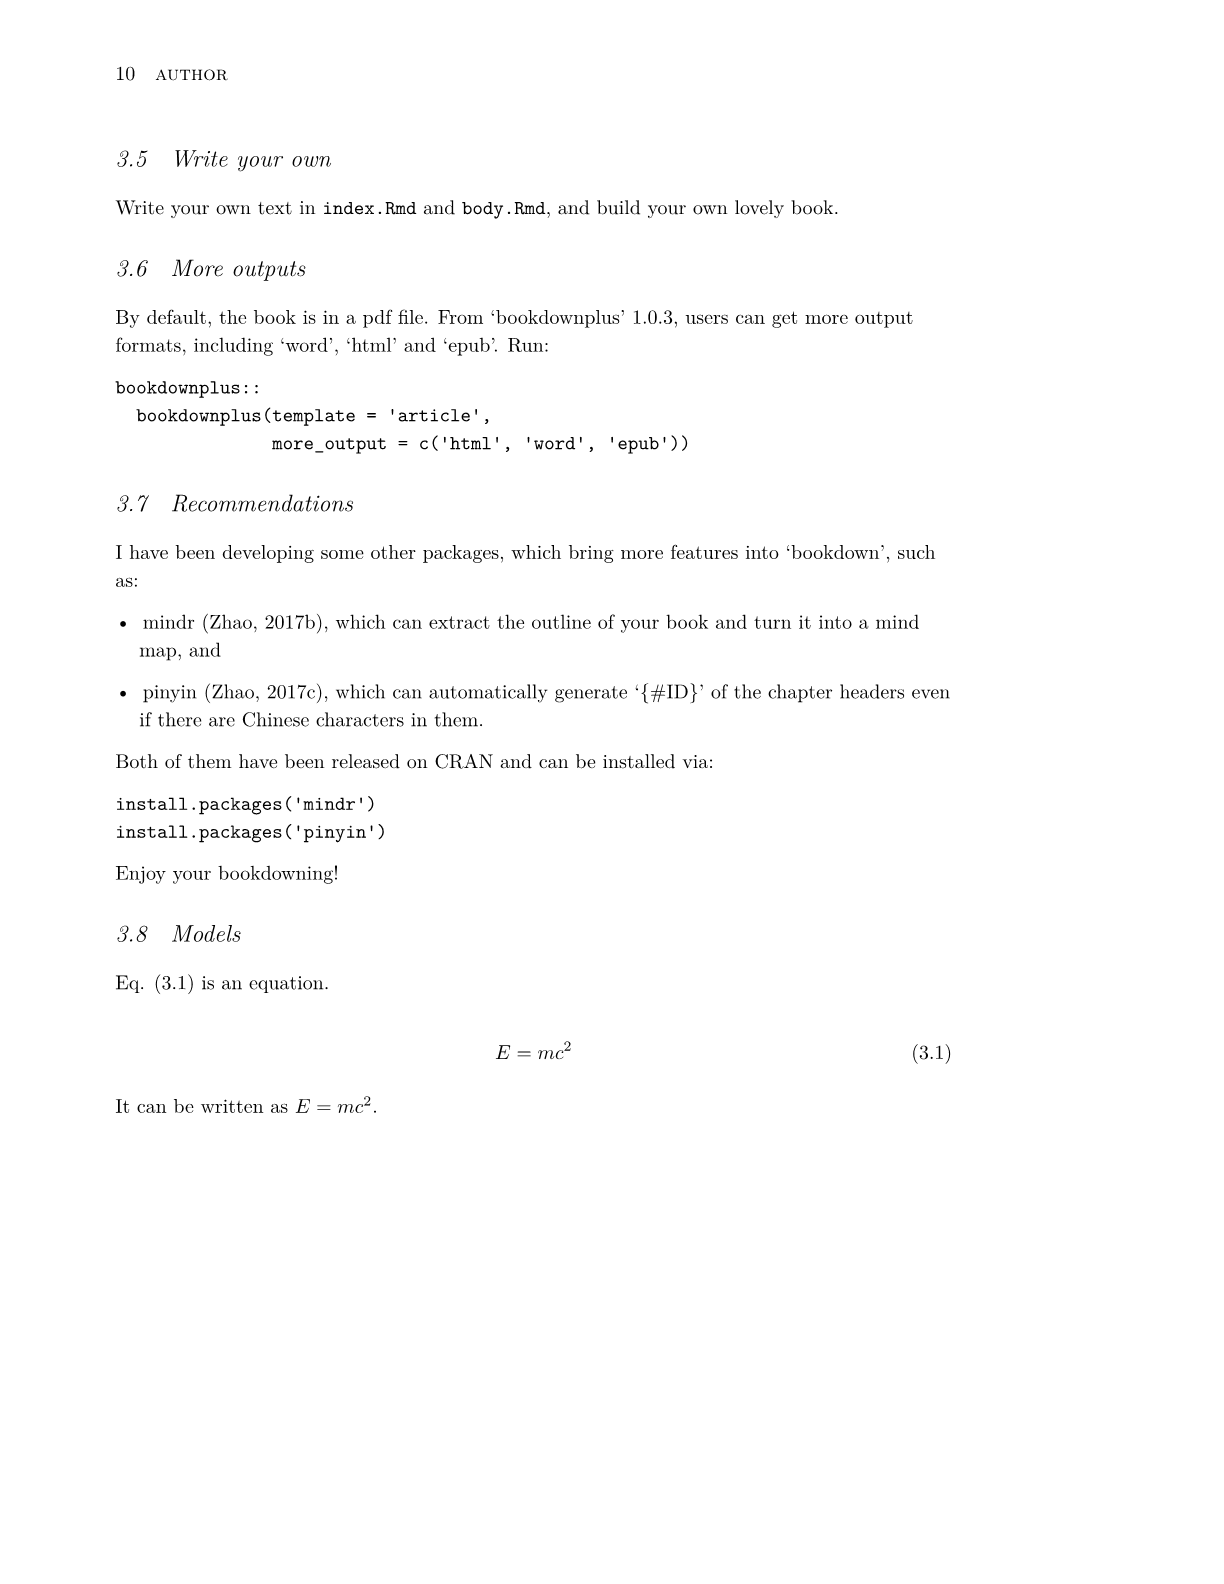 10 AUTHOR
3.5 Write your own
Write your own text in index.Rmd and body.Rmd, and build your own lovely book.
3.6 More outputs
By default, the book is in a pdf file. From ‘bookdownplus’ 1.0.3, users can get more output
formats, including ‘word’, ‘html’ and ‘epub’. Run:
bookdownplus::
  bookdownplus(template = 'article',
               more_output = c('html', 'word', 'epub'))
3.7 Recommendations
I have been developing some other packages, which bring more features into ‘bookdown’, such
as:
• mindr (Zhao, 2017b), which can extract the outline of your book and turn it into a mind
map, and
• pinyin (Zhao, 2017c), which can automatically generate ‘{#ID}’ of the chapter headers even
if there are Chinese characters in them.
Both of them have been released on CRAN and can be installed via:
install.packages('mindr')
install.packages('pinyin')
Enjoy your bookdowning!
3.8 Models
Eq. (3.1) is an equation.
E = mc² (3.1)
It can be written as E = mc².